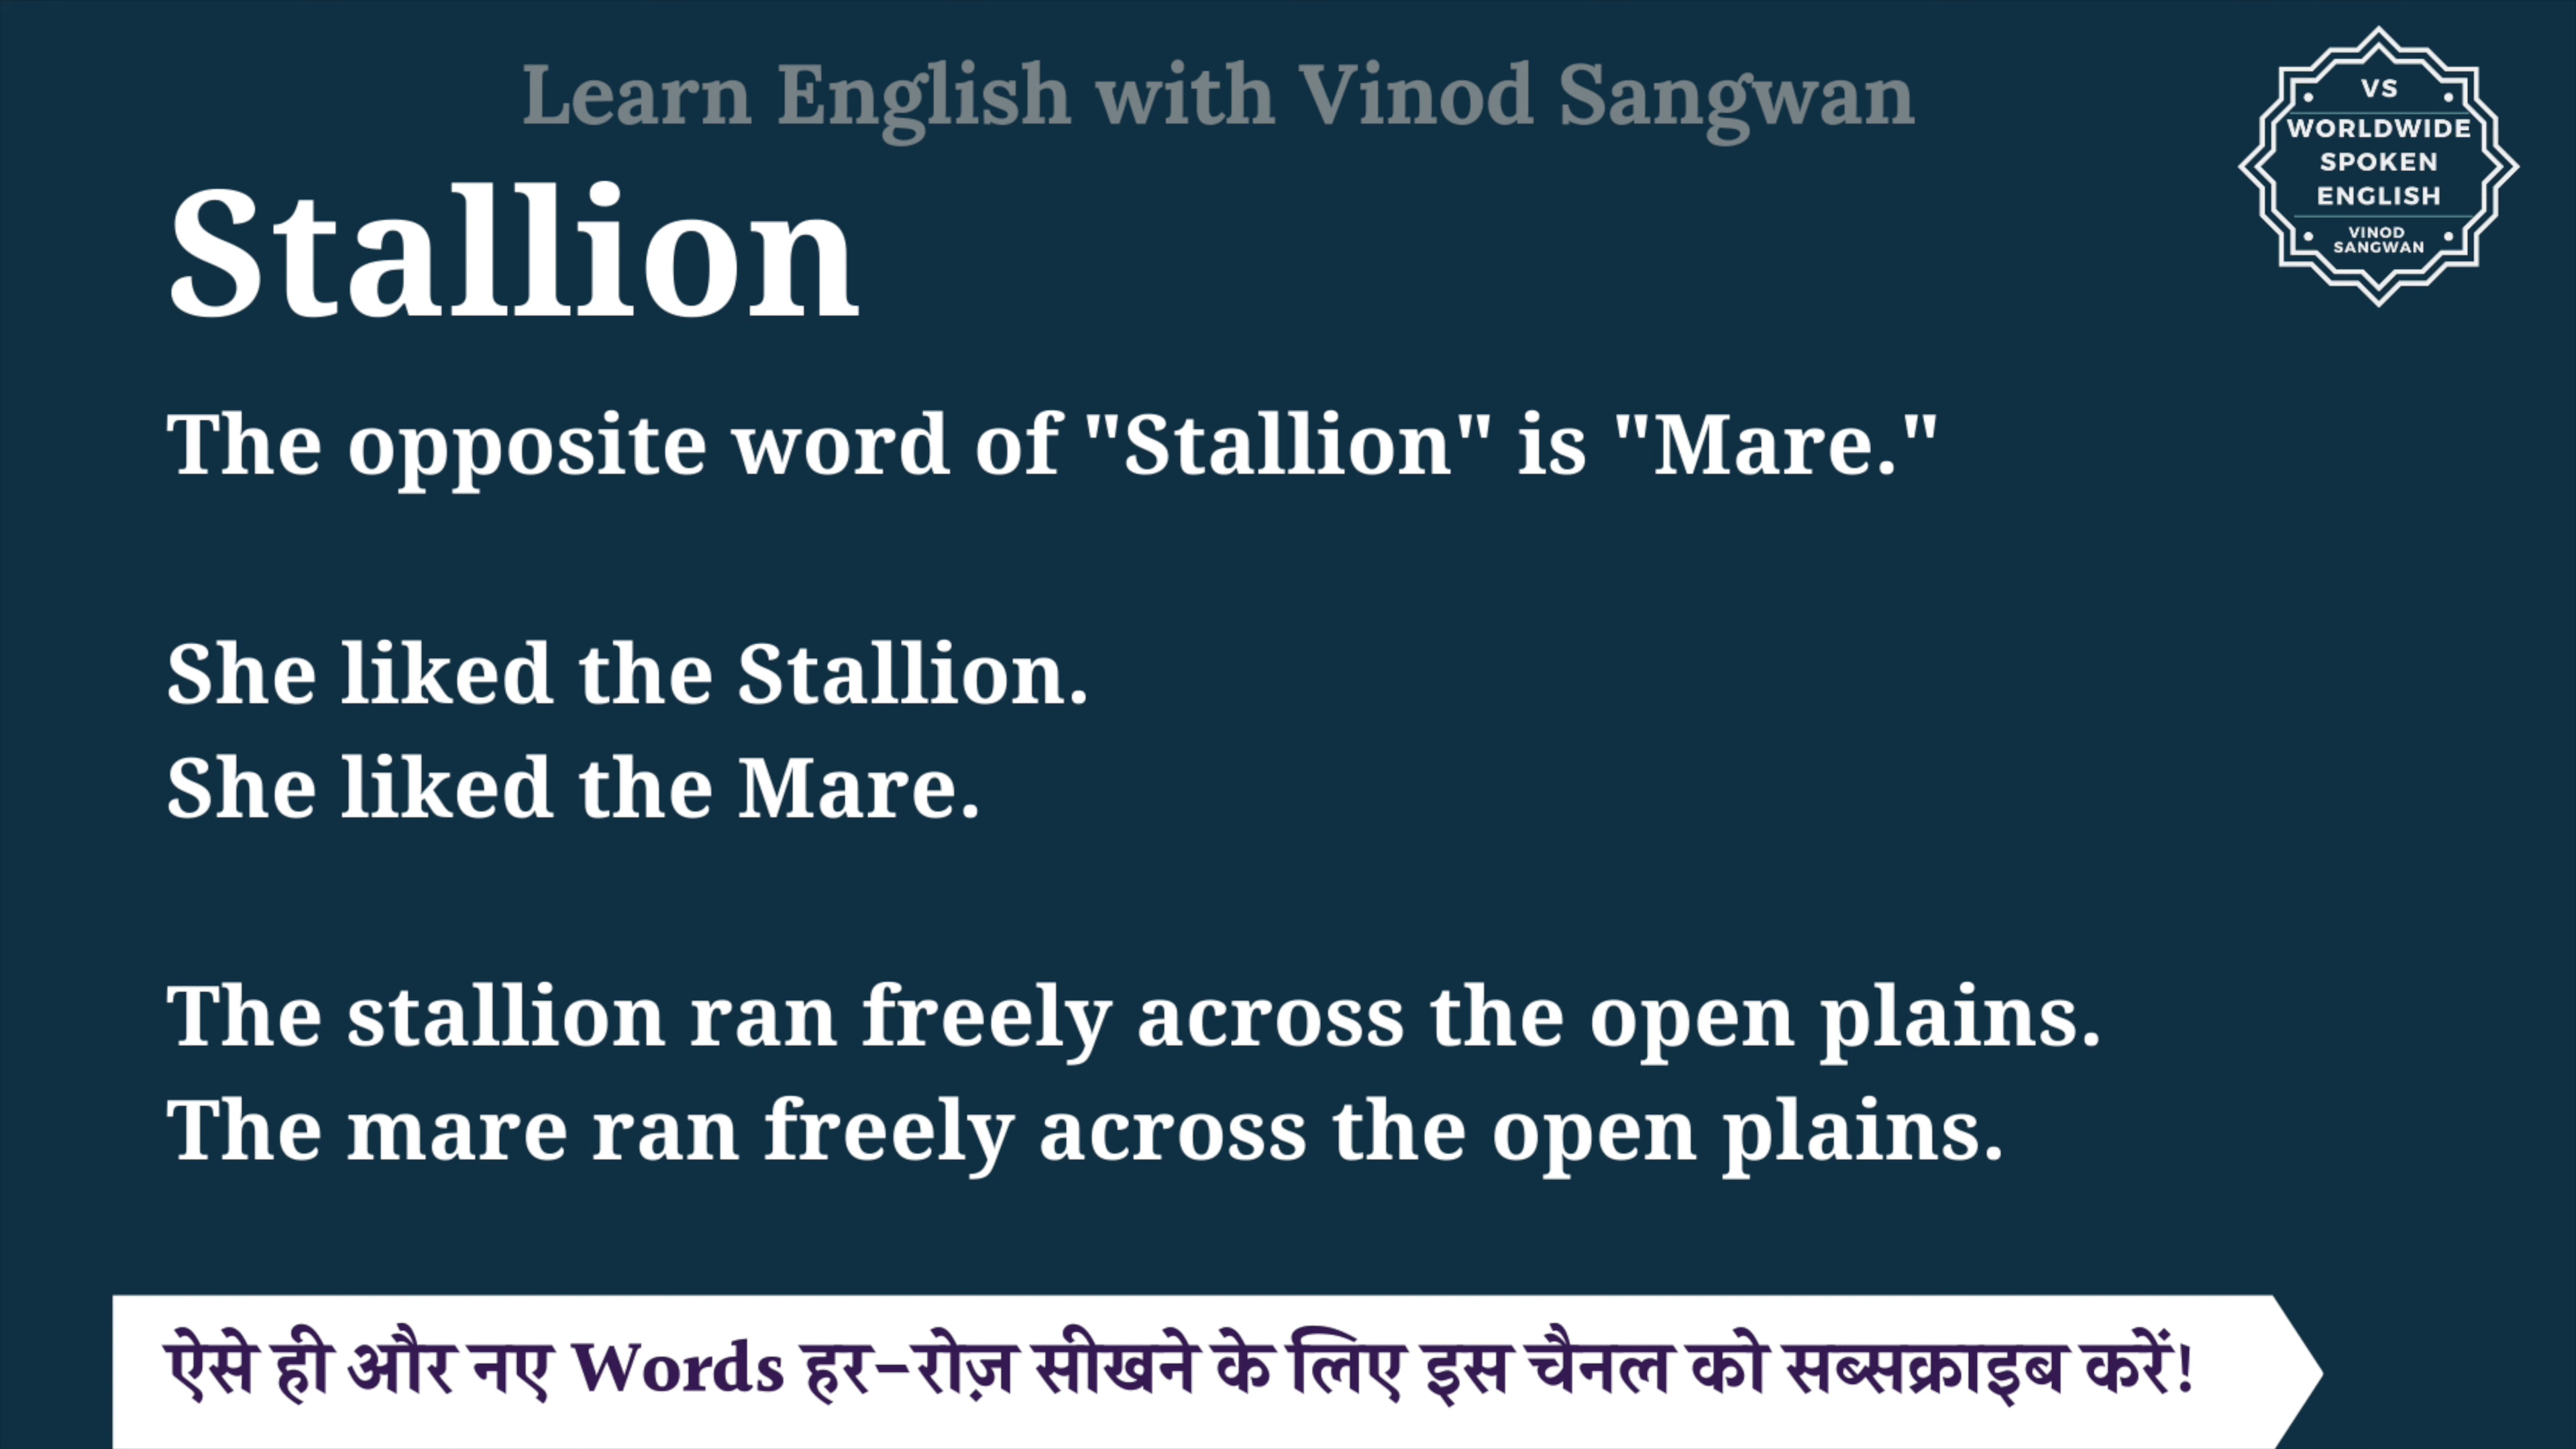 Learn English with Vinod Sangwan
VS
WORLDWIDE
SPOKEN
ENGLISH
VINOD
SANGWAN
Stallion
The opposite word of "Stallion" is "Mare."
She liked the Stallion.
She liked the Mare.
The stallion ran freely across the open plains.
The mare ran freely across the open plains.
ऐसे ही और नए Words हर-रोज़ सीखने के लिए इस चैनल को सब्सक्राइब करें!